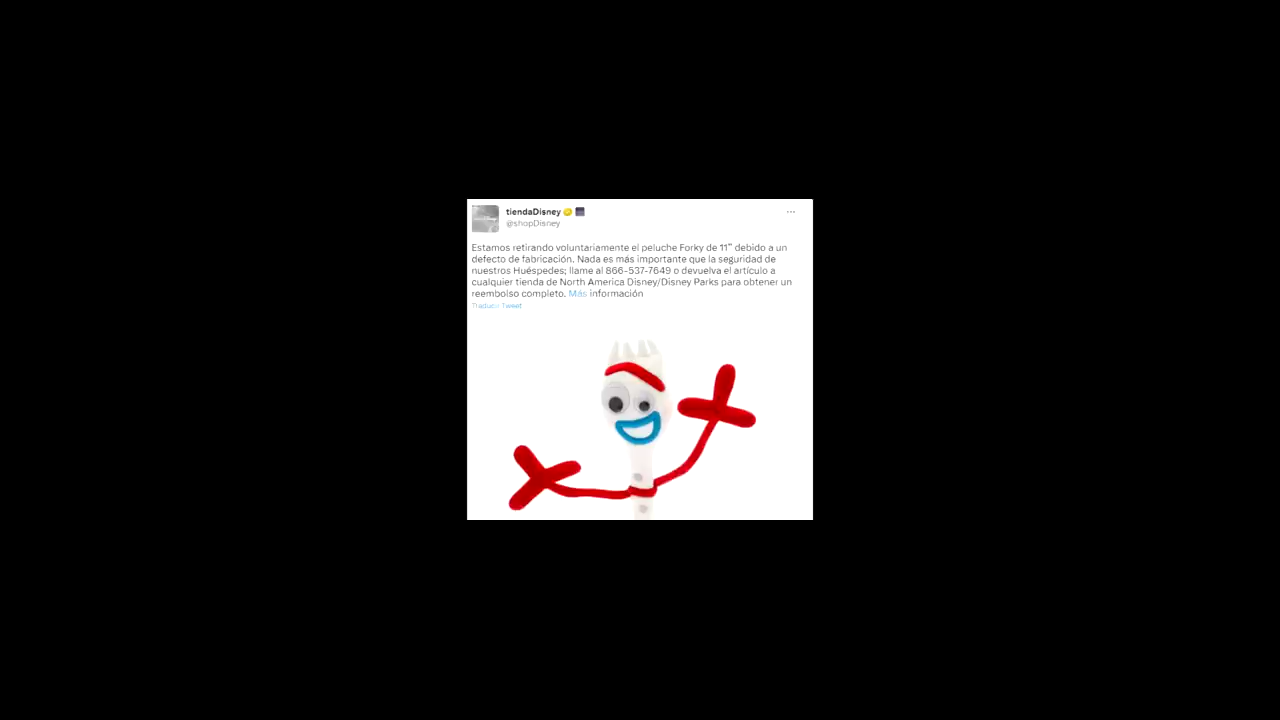 tiendaDisney
@shopDisney
Estamos retirando voluntariamente el peluche Forky de 11" debido a un
defecto de fabricación. Nada es más importante que la seguridad de
nuestros Huéspedes; llame al 866-537-7649 o devuelva el artículo a
cualquier tienda de North America Disney/Disney Parks para obtener un
reembolso completo. Más información
Traducir Tweet